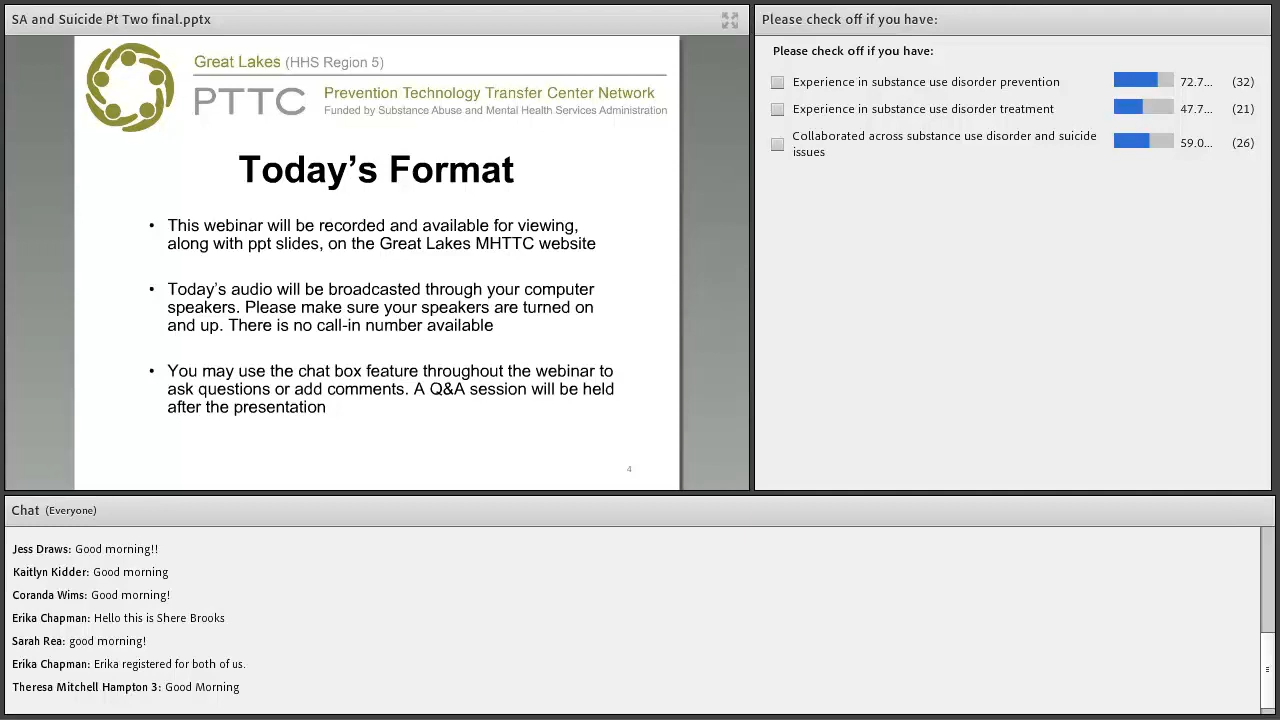 SA and Suicide Pt Two final.pptx
Great Lakes (HHS Region 5)
PTTC
Prevention Technology Transfer Center Network
Funded by Substance Abuse and Mental Health Services Administration
Today's Format
• This webinar will be recorded and available for viewing,
along with ppt slides, on the Great Lakes MHTTC website
• Today's audio will be broadcasted through your computer
speakers. Please make sure your speakers are turned on
and up. There is no call-in number available
• You may use the chat box feature throughout the webinar to
ask questions or add comments. A Q&A session will be held
after the presentation
4
Please check off if you have:
Please check off if you have:
Experience in substance use disorder prevention 72.7... (32)
Experience in substance use disorder treatment 47.7... (21)
Collaborated across substance use disorder and suicide
issues 59.0... (26)
Chat (Everyone)
Jess Draws: Good morning!!
Kaitlyn Kidder: Good morning
Coranda Wims: Good morning!
Erika Chapman: Hello this is Shere Brooks
Sarah Rea: good morning!
Erika Chapman: Erika registered for both of us.
Theresa Mitchell Hampton 3: Good Morning